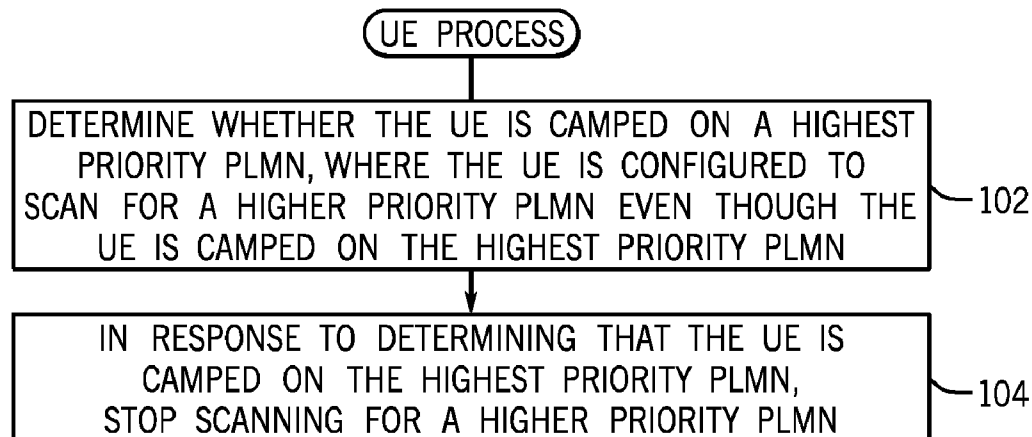 UE PROCESS
DETERMINE WHETHER THE UE IS CAMPED ON A HIGHEST
PRIORITY PLMN, WHERE THE UE IS CONFIGURED TO
SCAN FOR A HIGHER PRIORITY PLMN EVEN THOUGH THE
UE IS CAMPED ON THE HIGHEST PRIORITY PLMN
102
IN RESPONSE TO DETERMINING THAT THE UE IS
CAMPED ON THE HIGHEST PRIORITY PLMN,
STOP SCANNING FOR A HIGHER PRIORITY PLMN
104